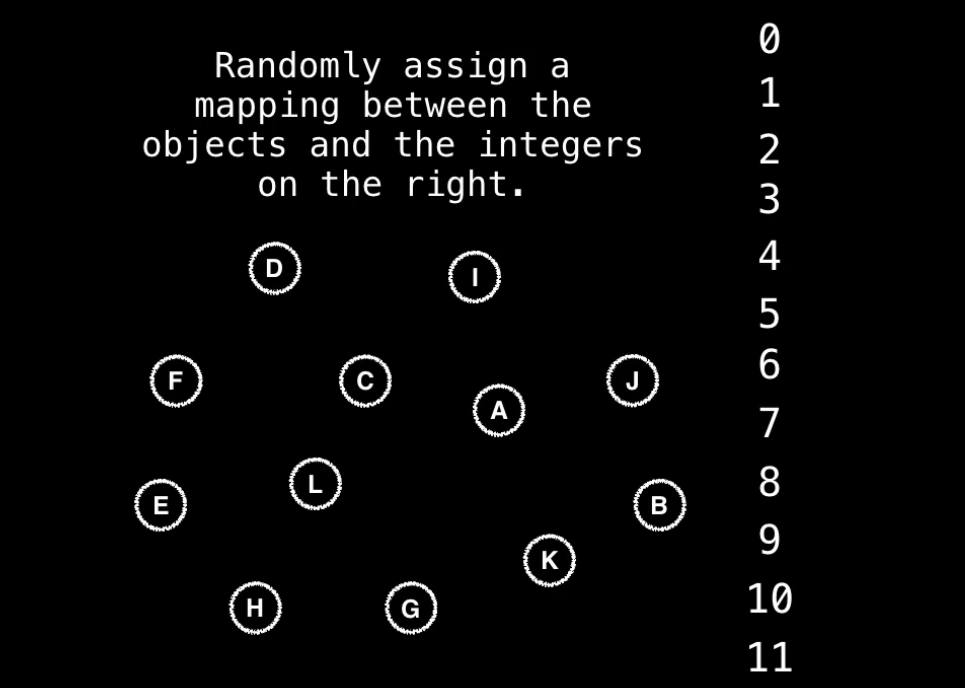 Randomly assign a
mapping between the
objects and the integers
on the right.
0
1
2
3
4
5
6
7
8
9
10
11
D
I
F
C
A
J
E
L
B
K
H
G